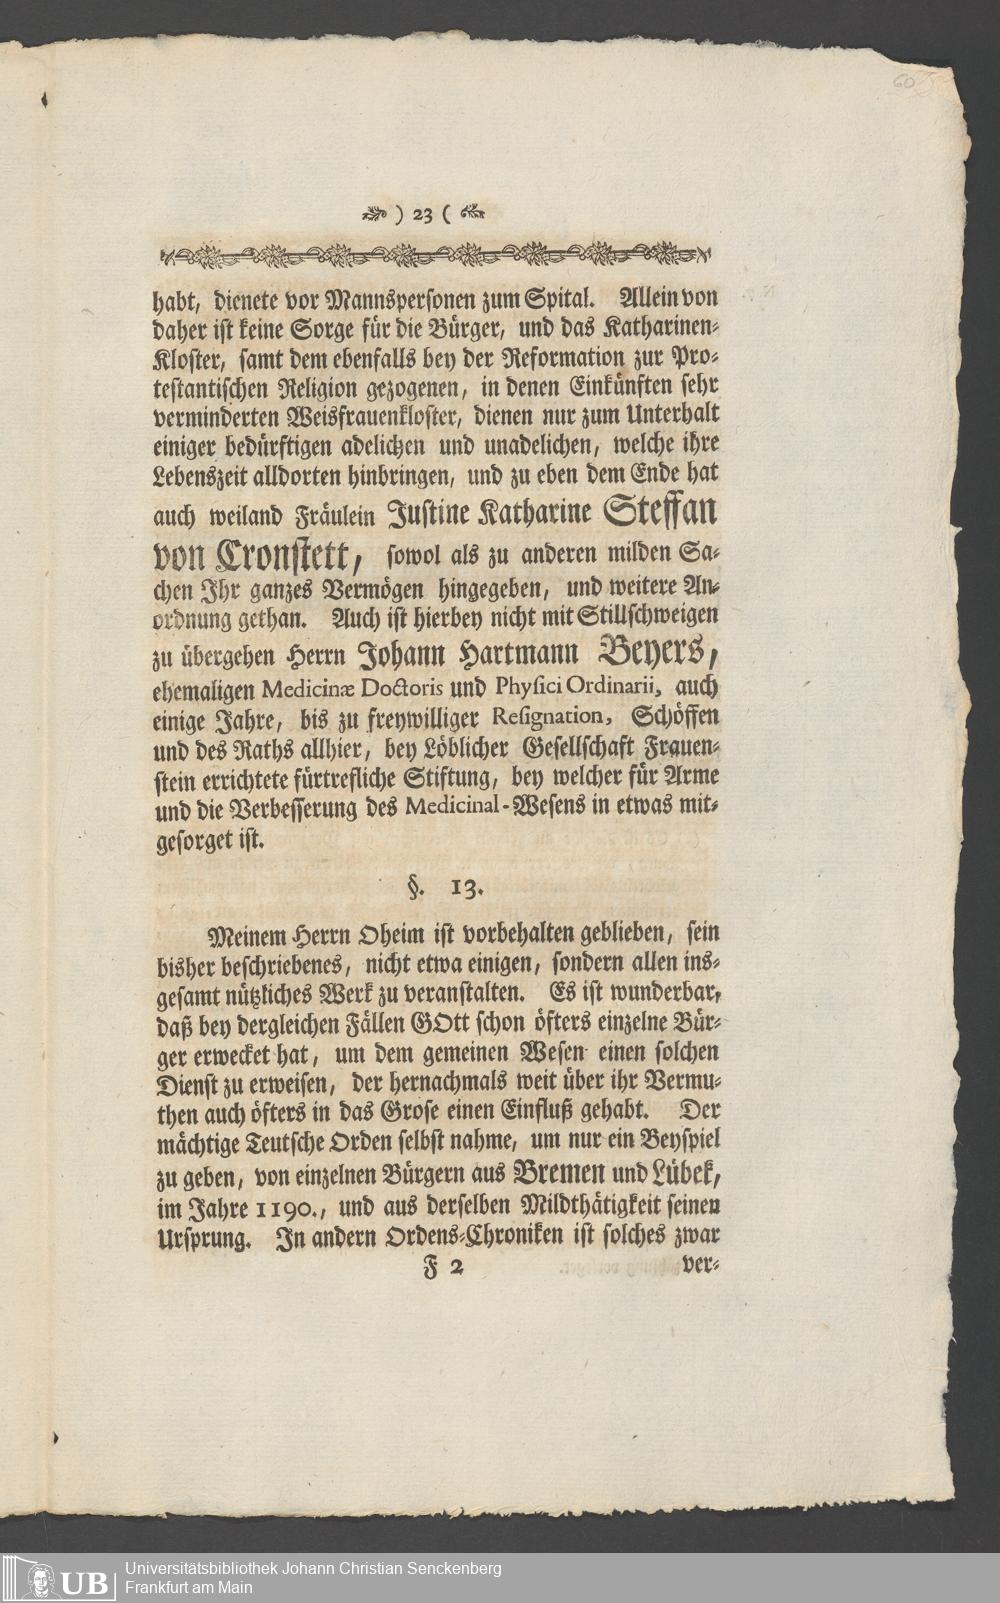 60
) 23 (
habt, dienete vor Mannspersonen zum Spital. Allein von
daher ist keine Sorge für die Bürger, und das Katharinen-
Kloster, samt dem ebenfalls bey der Reformation zur Pro-
testantischen Religion gezogenen, in denen Einkünften sehr
verminderten Weisfrauenkloster, dienen nur zum Unterhalt
einiger bedürftigen adelichen und unadelichen, welche ihre
Lebenszeit alldorten hinbringen, und zu eben dem Ende hat
auch weiland Fräulein Justine Katharine Steffan
von Cronstett, sowol als zu anderen milden Sa-
chen Ihr ganzes Vermögen hingegeben, und weitere An-
ordnung gethan. Auch ist hierbey nicht mit Stillschweigen
zu übergehen Herrn Johann Hartmann Beyers,
ehemaligen Medicinæ Doctoris und Physici Ordinarii, auch
einige Jahre, bis zu freywilliger Resignation, Schöffen
und des Raths allhier, bey Löblicher Gesellschaft Frauen-
stein errichtete fürtrefliche Stiftung, bey welcher für Arme
und die Verbesserung des Medicinal-Wesens in etwas mit-
gesorget ist.
§. 13.
Meinem Herrn Oheim ist vorbehalten geblieben, sein
bisher beschriebenes, nicht etwa einigen, sondern allen ins-
gesamt nützliches Werk zu veranstalten. Es ist wunderbar,
daß bey dergleichen Fällen GOtt schon öfters einzelne Bür-
ger erwecket hat, um dem gemeinen Wesen einen solchen
Dienst zu erweisen, der hernachmals weit über ihr Vermu-
then auch öfters in das Grose einen Einfluß gehabt. Der
mächtige Teutsche Orden selbst nahme, um nur ein Beyspiel
zu geben, von einzelnen Bürgern aus Bremen und Lübek,
im Jahre 1190., und aus derselben Mildthätigkeit seinen
Ursprung. In andern Ordens-Chroniken ist solches zwar
F 2 ver-
UB Universitätsbibliothek Johann Christian Senckenberg
Frankfurt am Main